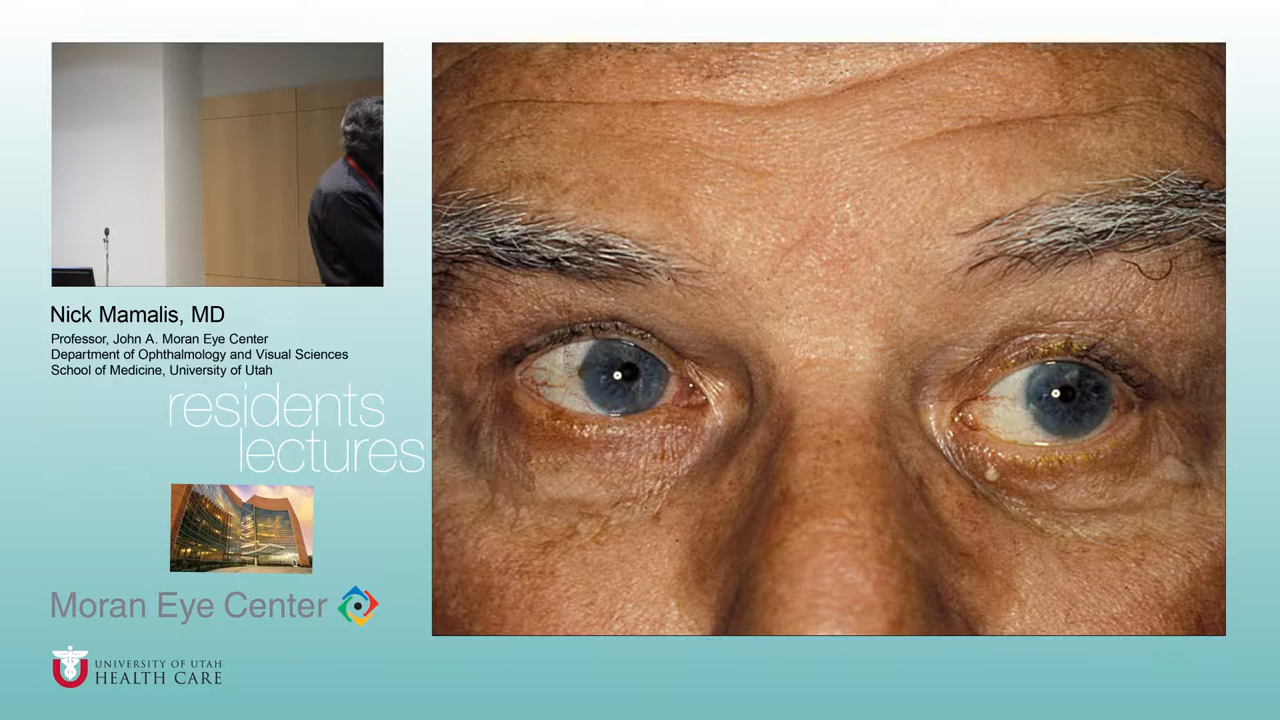 Nick Mamalis, MD
Professor, John A. Moran Eye Center
Department of Ophthalmology and Visual Sciences
School of Medicine, University of Utah
residents
lectures
Moran Eye Center
UNIVERSITY OF UTAH
HEALTH CARE